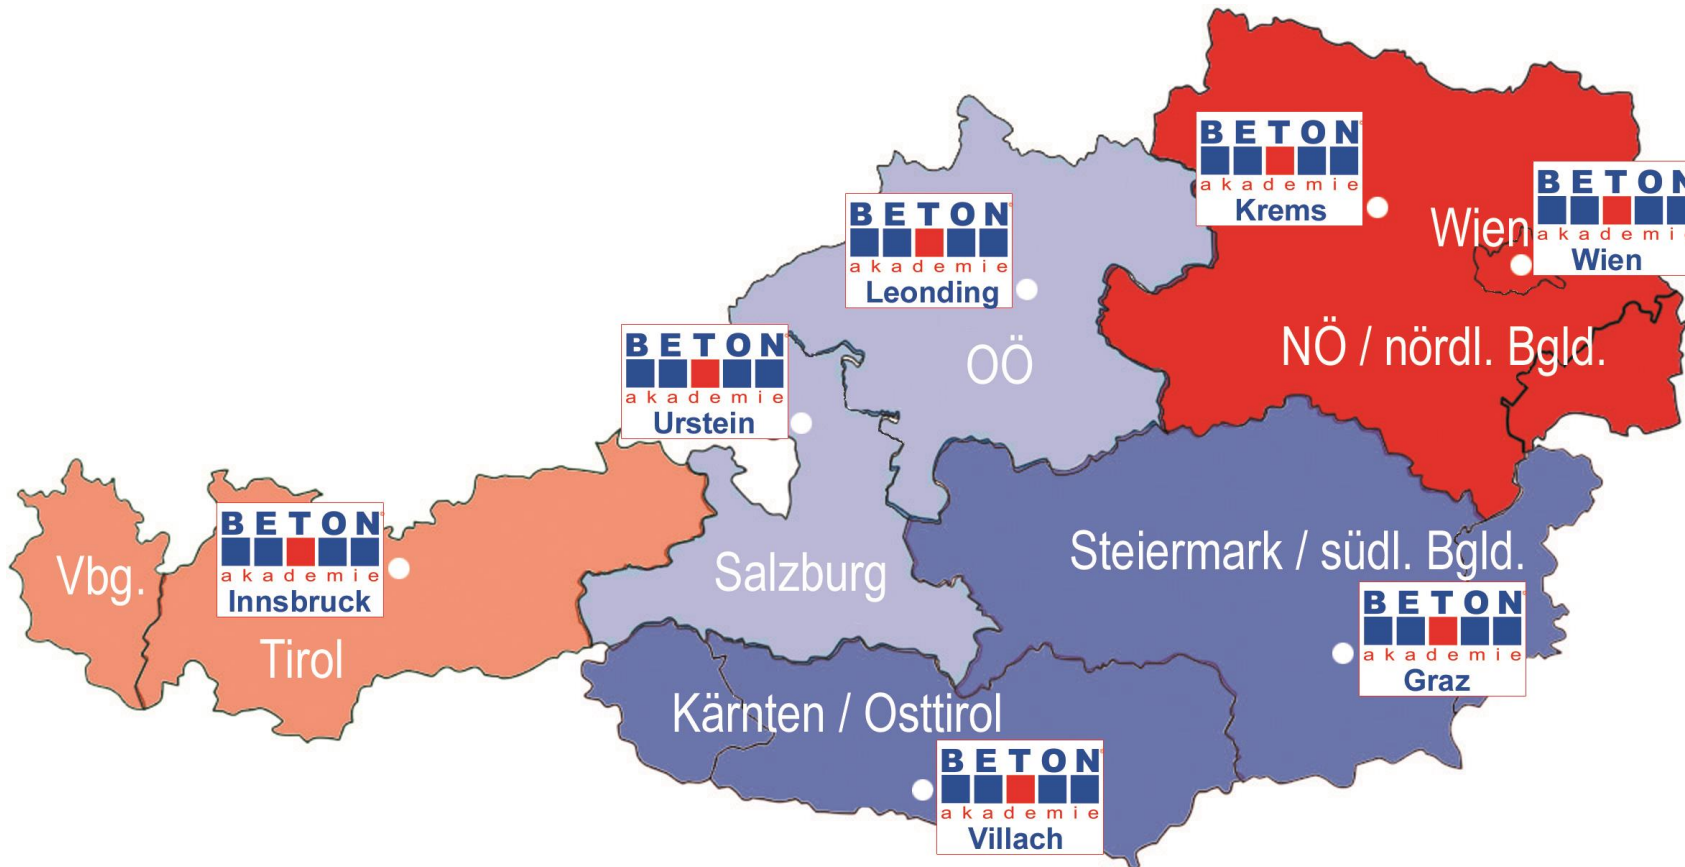 BETON
akademie
Krems
BETON
akademie
Wien
Wien
BETON
akademie
Leonding
NÖ / nördl. Bgld.
OÖ
BETON
akademie
Urstein
BETON
akademie
Innsbruck
Vbg.
Tirol
Salzburg
Steiermark / südl. Bgld.
BETON
akademie
Graz
Kärnten / Osttirol
BETON
akademie
Villach